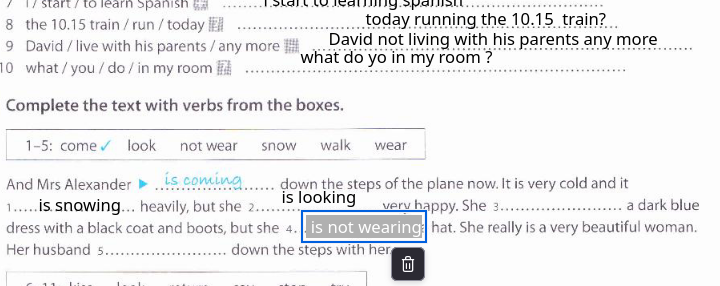 7 I / start / to learn Spanish I start to learning spanish
8 the 10.15 train / run / today today running the 10.15 train?
9 David / live with his parents / any more David not living with his parents any more
10 what / you / do / in my room what do yo in my room ?
Complete the text with verbs from the boxes.
1–5: come ✓ look not wear snow walk wear
And Mrs Alexander ▶ is coming down the steps of the plane now. It is very cold and it
1 is snowing heavily, but she 2 is looking very happy. She 3 a dark blue
dress with a black coat and boots, but she 4 is not wearing hat. She really is a very beautiful woman.
Her husband 5 down the steps with her